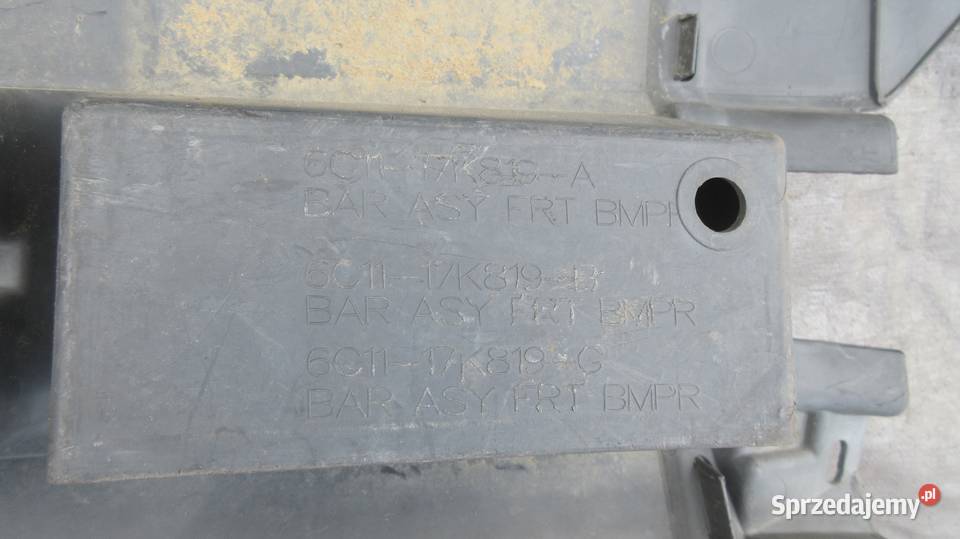 6C11-17K819-A
BAR ASY FRT BMPR
6C11-17K819-B
BAR ASY FRT BMPR
6C11-17K819-C
BAR ASY FRT BMPR
Sprzedajemy.pl